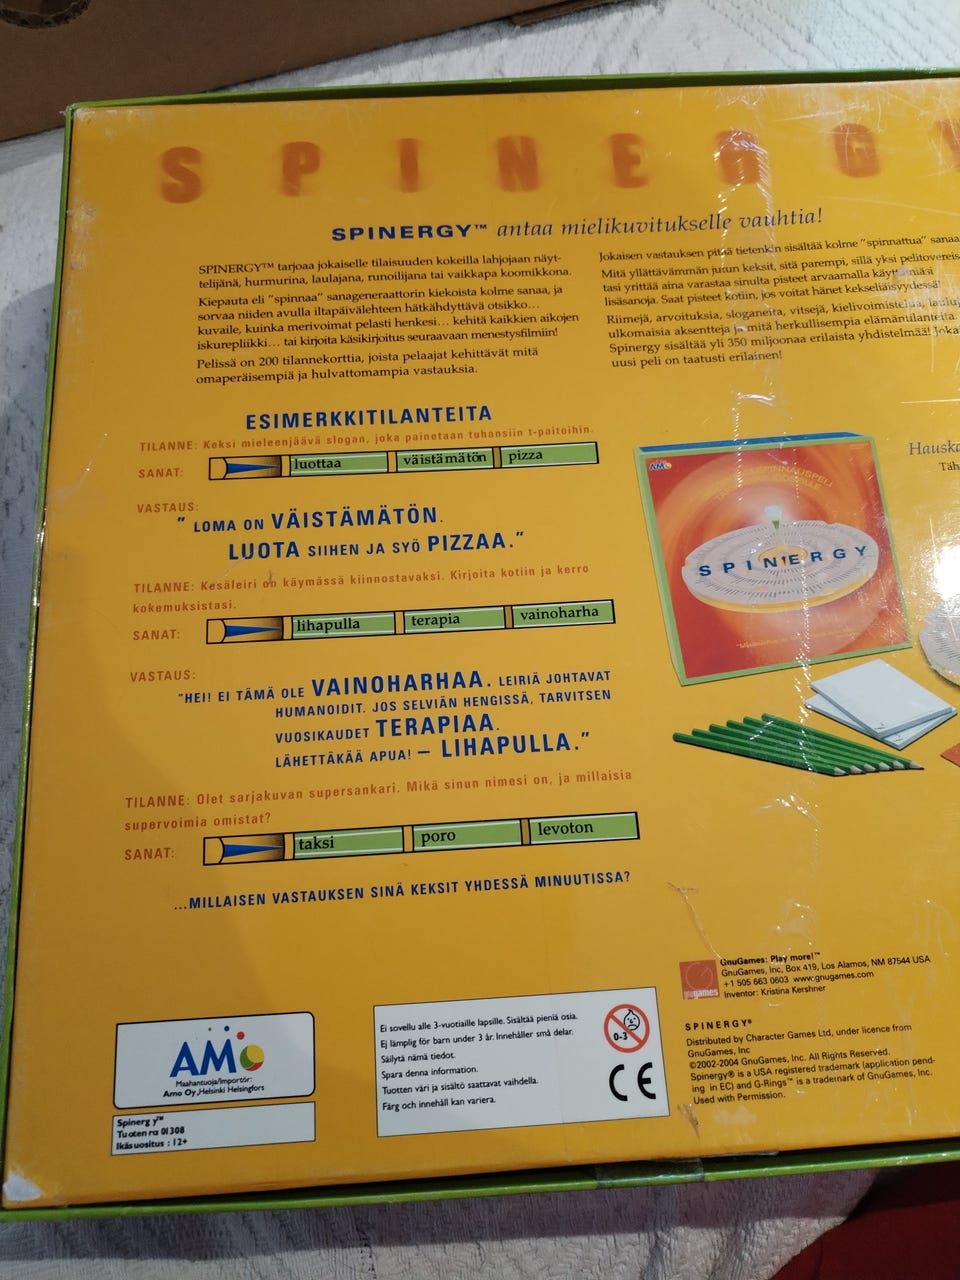 SPINERGY
SPINERGY™ antaa mielikuvitukselle vauhtia!
SPINERGY™ tarjoaa jokaiselle tilaisuuden kokeilla lahjojaan näyt-
telijänä, hurmurina, laulajana, runoilijana tai vaikkapa koomikkona.
Kiepauta eli "spinnaa" sanageneraattorin kiekoista kolme sanaa, ja
sorvaa niiden avulla iltapäivälehteen hätkähdyttävä otsikko...
kuvaile, kuinka merivoimat pelasti henkesi... kehitä kaikkien aikojen
iskurepliikki... tai kirjoita käsikirjoitus seuraavaan menestysfilmiin!
Pelissä on 200 tilannekorttia, joista pelaajat kehittävät mitä
omaperäisempiä ja hulvattomampia vastauksia.
Jokaisen vastauksen pitää tietenkin sisältää kolme "spinnattua" sanaa
Mitä yllättävämmän jutun keksit, sitä parempi, sillä yksi pelitovereis
tasi yrittää aina varastaa sinulta pisteet arvaamalla käyttämäsi
lisäsanoja. Saat pisteet kotiin, jos voitat hänet kekseliäisyydessä!
Riimejä, arvoituksia, sloganeita, vitsejä, kielivoimistelua,
ulkomaisia aksentteja ja mitä herkullisempia elämäntilanteita.
Spinergy sisältää yli 350 miljoonaa erilaista yhdistelmää! Joka
uusi peli on taatusti erilainen!
ESIMERKKITILANTEITA
TILANNE: Keksi mieleenjäävä slogan, joka painetaan tuhansiin t-paitoihin.
SANAT: luottaa väistämätön pizza
VASTAUS:
" LOMA ON VÄISTÄMÄTÖN.
LUOTA SIIHEN JA SYÖ PIZZAA."
TILANNE: Kesäleiri on käymässä kiinnostavaksi. Kirjoita kotiin ja kerro
kokemuksistasi.
SANAT: lihapulla terapia vainoharha
VASTAUS:
"HEI! EI TÄMÄ OLE VAINOHARHAA. LEIRIÄ JOHTAVAT
HUMANOIDIT. JOS SELVIÄN HENGISSÄ, TARVITSEN
VUOSIKAUDET TERAPIAA.
LÄHETTÄKÄÄ APUA! – LIHAPULLA."
TILANNE: Olet sarjakuvan supersankari. Mikä sinun nimesi on, ja millaisia
supervoimia omistat?
SANAT: taksi poro levoton
...MILLAISEN VASTAUKSEN SINÄ KEKSIT YHDESSÄ MINUUTISSA?
Hauska
Täh
AMO
SPINERGY
GnuGames: Play more!™
GnuGames, Inc, Box 419, Los Alamos, NM 87544 USA
+1 505 663 0603 www.gnugames.com
Inventor: Kristina Kershner
gnugames
SPINERGY®
Distributed by Character Games Ltd, under licence from
GnuGames, Inc
©2002-2004 GnuGames, Inc. All Rights Reserved.
Spinergy® is a USA registered trademark (application pend-
ing in EC) and G-Rings™ is a trademark of GnuGames, Inc.
Used with Permission.
AMO
Maahantuoja/Importör:
Amo Oy, Helsinki Helsingfors
Spinergy™
Tuoten ro 01308
Ikäsuositus : 12+
Ei sovellu alle 3-vuotiaille lapsille. Sisältää pieniä osia.
Ej lämplig för barn under 3 år. Innehåller små delar.
Säilytä nämä tiedot.
Spara denna information.
Tuotten väri ja sisältö saattavat vaihdella.
Färg och innehåll kan variera.
0-3
CE